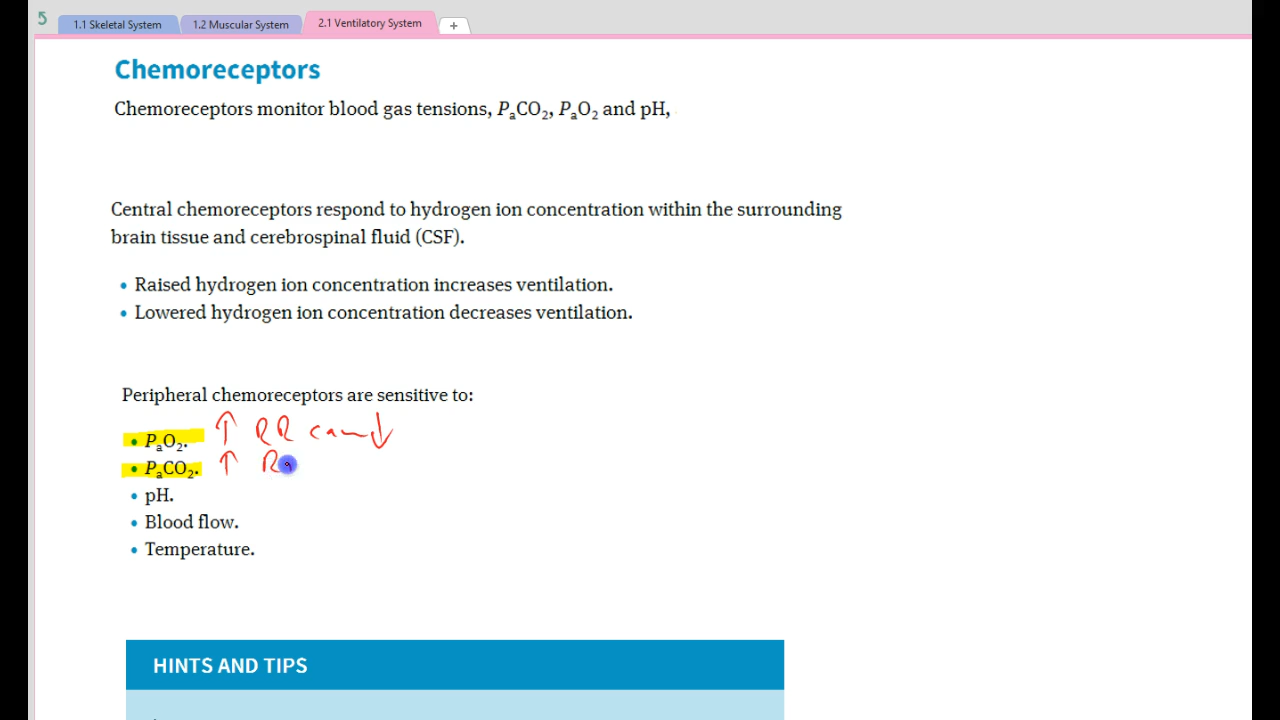 1.1 Skeletal System 1.2 Muscular System 2.1 Ventilatory System +
Chemoreceptors
Chemoreceptors monitor blood gas tensions, PaCO2, PaO2 and pH,
Central chemoreceptors respond to hydrogen ion concentration within the surrounding
brain tissue and cerebrospinal fluid (CSF).
• Raised hydrogen ion concentration increases ventilation.
• Lowered hydrogen ion concentration decreases ventilation.
Peripheral chemoreceptors are sensitive to:
• PaO2. ↑ RR can ↓
• PaCO2. ↑ R
• pH.
• Blood flow.
• Temperature.
HINTS AND TIPS